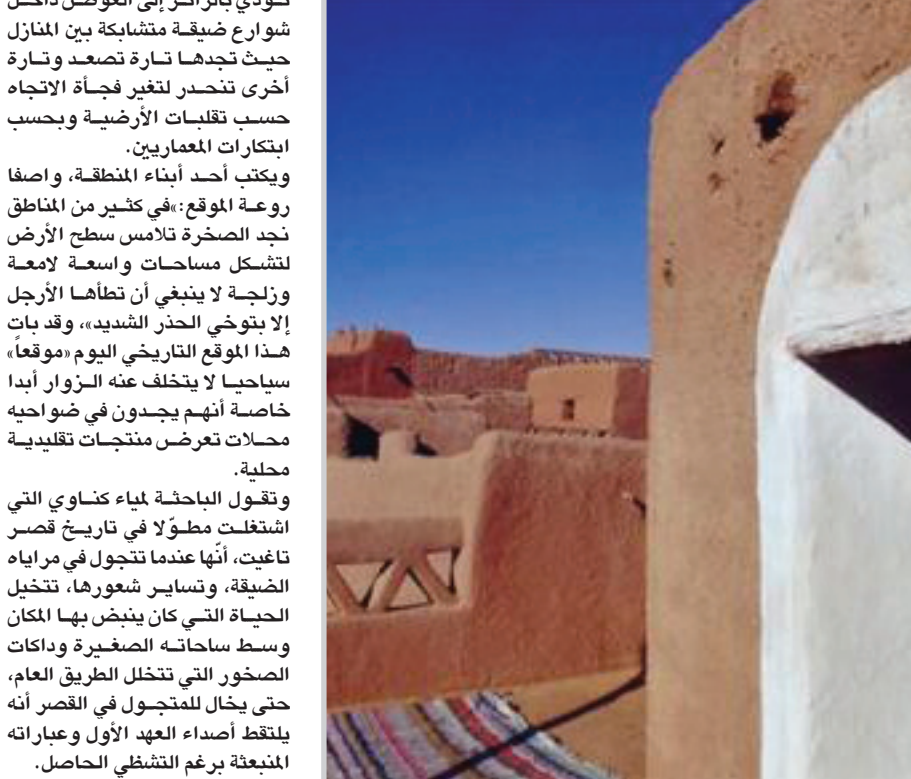 شوارع ضيقة متشابكة بين المنازل
حيث تجدها تارة تصعد وتارة
أخرى تنحدر لتغير فجأة الاتجاه
حسب تقلبات الأرضية وبحسب
ابتكارات المعماريين.
ويكتب أحد أبناء المنطقة، واصفا
روعة الموقع: «في كثير من المناطق
نجد الصخرة تلامس سطح الأرض
لتشكل مساحات واسعة لامعة
وزلجة لا ينبغي أن تطأها الأرجل
إلا بتوخي الحذر الشديد»، وقد بات
هذا الموقع التاريخي اليوم «موقعاً»
سياحيا لا يتخلف عنه الزوار أبدا
خاصة أنهم يجدون في ضواحيه
محلات تعرض منتجات تقليدية
محلية.
وتقول الباحثة لمياء كناوي التي
اشتغلت مطوّلا في تاريخ قصر
تاغيت، أنّها عندما تتجول في مراياه
الضيقة، وتساير شعورها، تتخيل
الحياة التي كان ينبض بها المكان
وسط ساحاته الصغيرة وداكات
الصخور التي تتخلل الطريق العام،
حتى يخال للمتجول في القصر أنه
يلتقط أصداء العهد الأول وعباراته
المنبعثة برغم التشظي الحاصل.